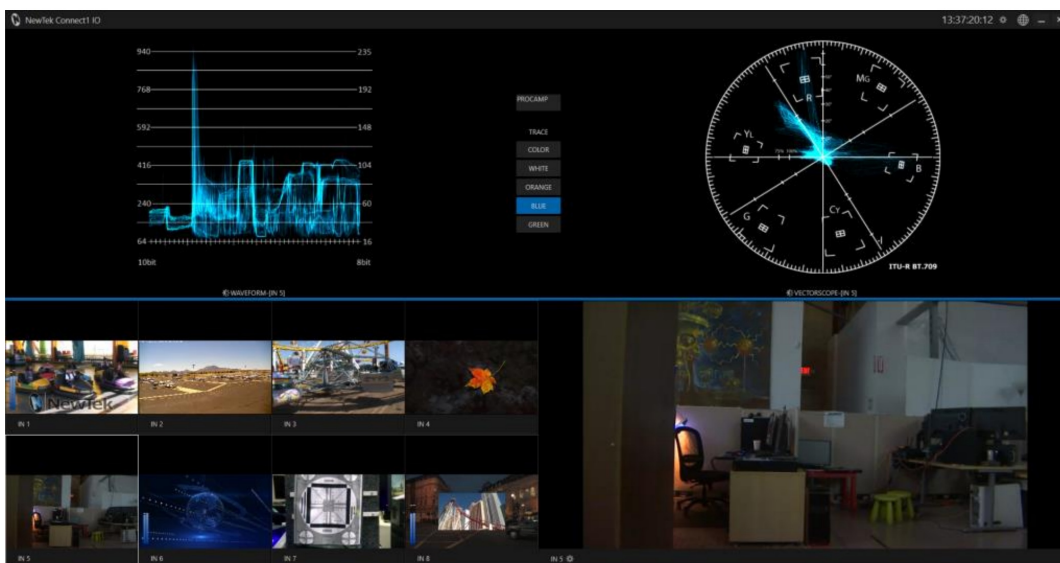 NewTek Connect1 IO
13:37:20:12
940
235
768
192
592
148
416
104
240
60
64
16
10bit
8bit
PROCAMP
TRACE
COLOR
WHITE
ORANGE
BLUE
GREEN
R
MG
YL
B
G
CY
75% 100%
ITU-R BT.709
WAVEFORM-[IN 5]
VECTORSCOPE-[IN 5]
NewTek
IN 1
IN 2
IN 3
IN 4
IN 5
IN 6
IN 7
IN 8
IN 5